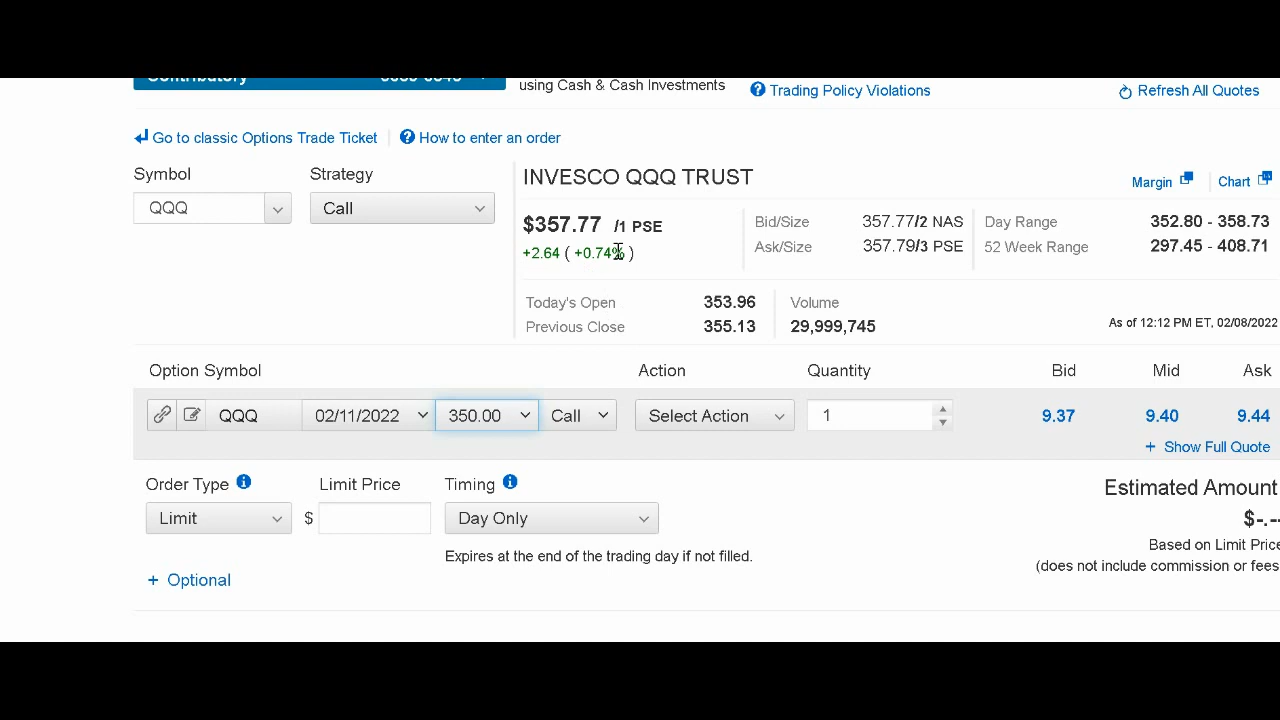 using Cash & Cash Investments
Trading Policy Violations
Refresh All Quotes
Go to classic Options Trade Ticket
How to enter an order
Symbol
Strategy
QQQ
Call
INVESCO QQQ TRUST
Margin
Chart
$357.77 /1 PSE
+2.64 ( +0.74% )
Bid/Size 357.77/2 NAS
Ask/Size 357.79/3 PSE
Day Range 352.80 - 358.73
52 Week Range 297.45 - 408.71
Today's Open 353.96
Previous Close 355.13
Volume
29,999,745
As of 12:12 PM ET, 02/08/2022
Option Symbol Action Quantity Bid Mid Ask
QQQ 02/11/2022 350.00 Call Select Action 1 9.37 9.40 9.44
+ Show Full Quote
Order Type Limit Price Timing
Limit $ Day Only
Expires at the end of the trading day if not filled.
+ Optional
Estimated Amount
$-.--
Based on Limit Price
(does not include commission or fees